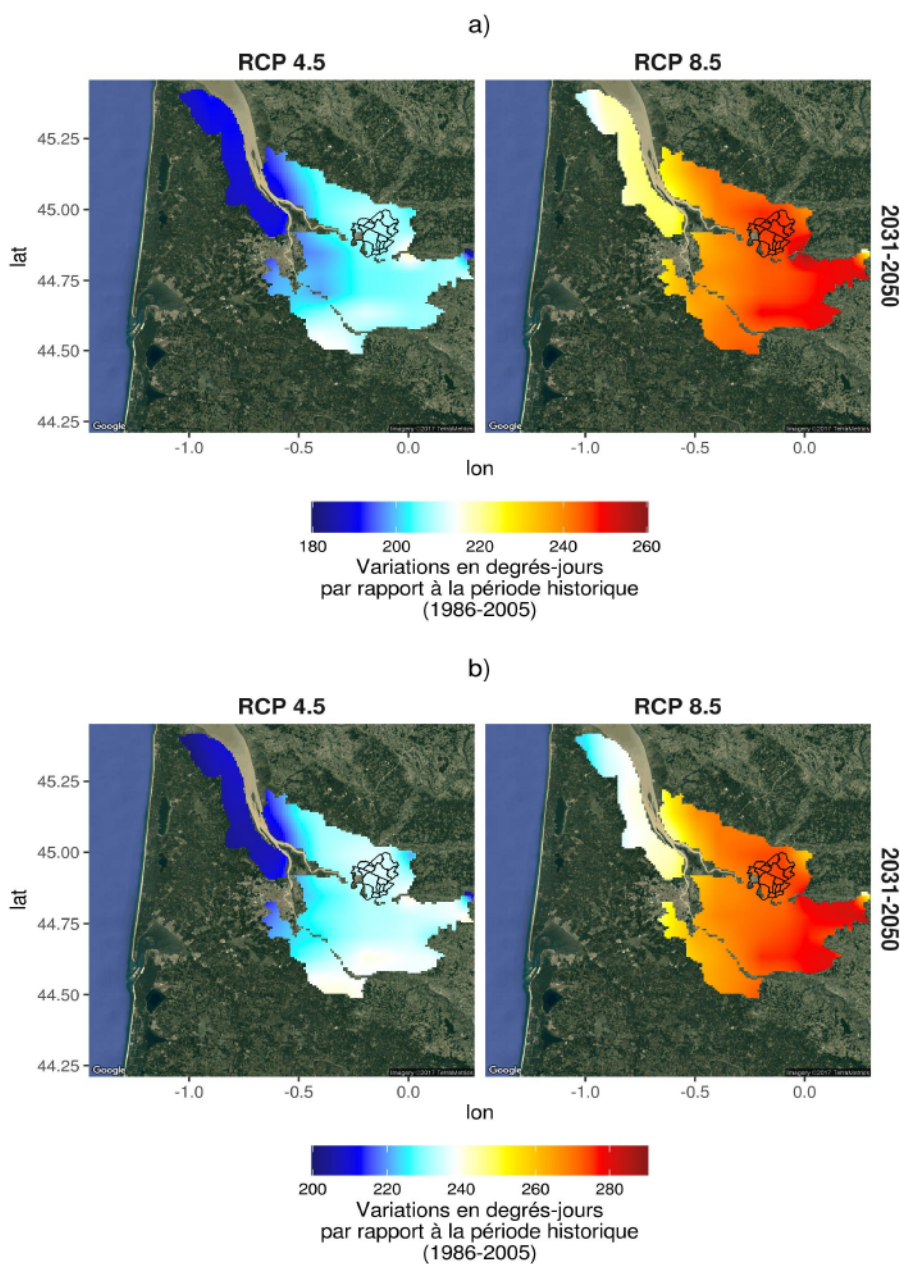 a)
RCP 4.5
RCP 8.5
45.25
45.00
44.75
44.50
44.25
lat
2031-2050
Google
Imagery ©2017 TerraMetrics
Google
Imagery ©2017 TerraMetrics
-1.0 -0.5 0.0
-1.0 -0.5 0.0
lon
180 200 220 240 260
Variations en degrés-jours
par rapport à la période historique
(1986-2005)
b)
RCP 4.5
RCP 8.5
45.25
45.00
44.75
44.50
44.25
lat
2031-2050
Google
Imagery ©2017 TerraMetrics
Google
Imagery ©2017 TerraMetrics
-1.0 -0.5 0.0
-1.0 -0.5 0.0
lon
200 220 240 260 280
Variations en degrés-jours
par rapport à la période historique
(1986-2005)